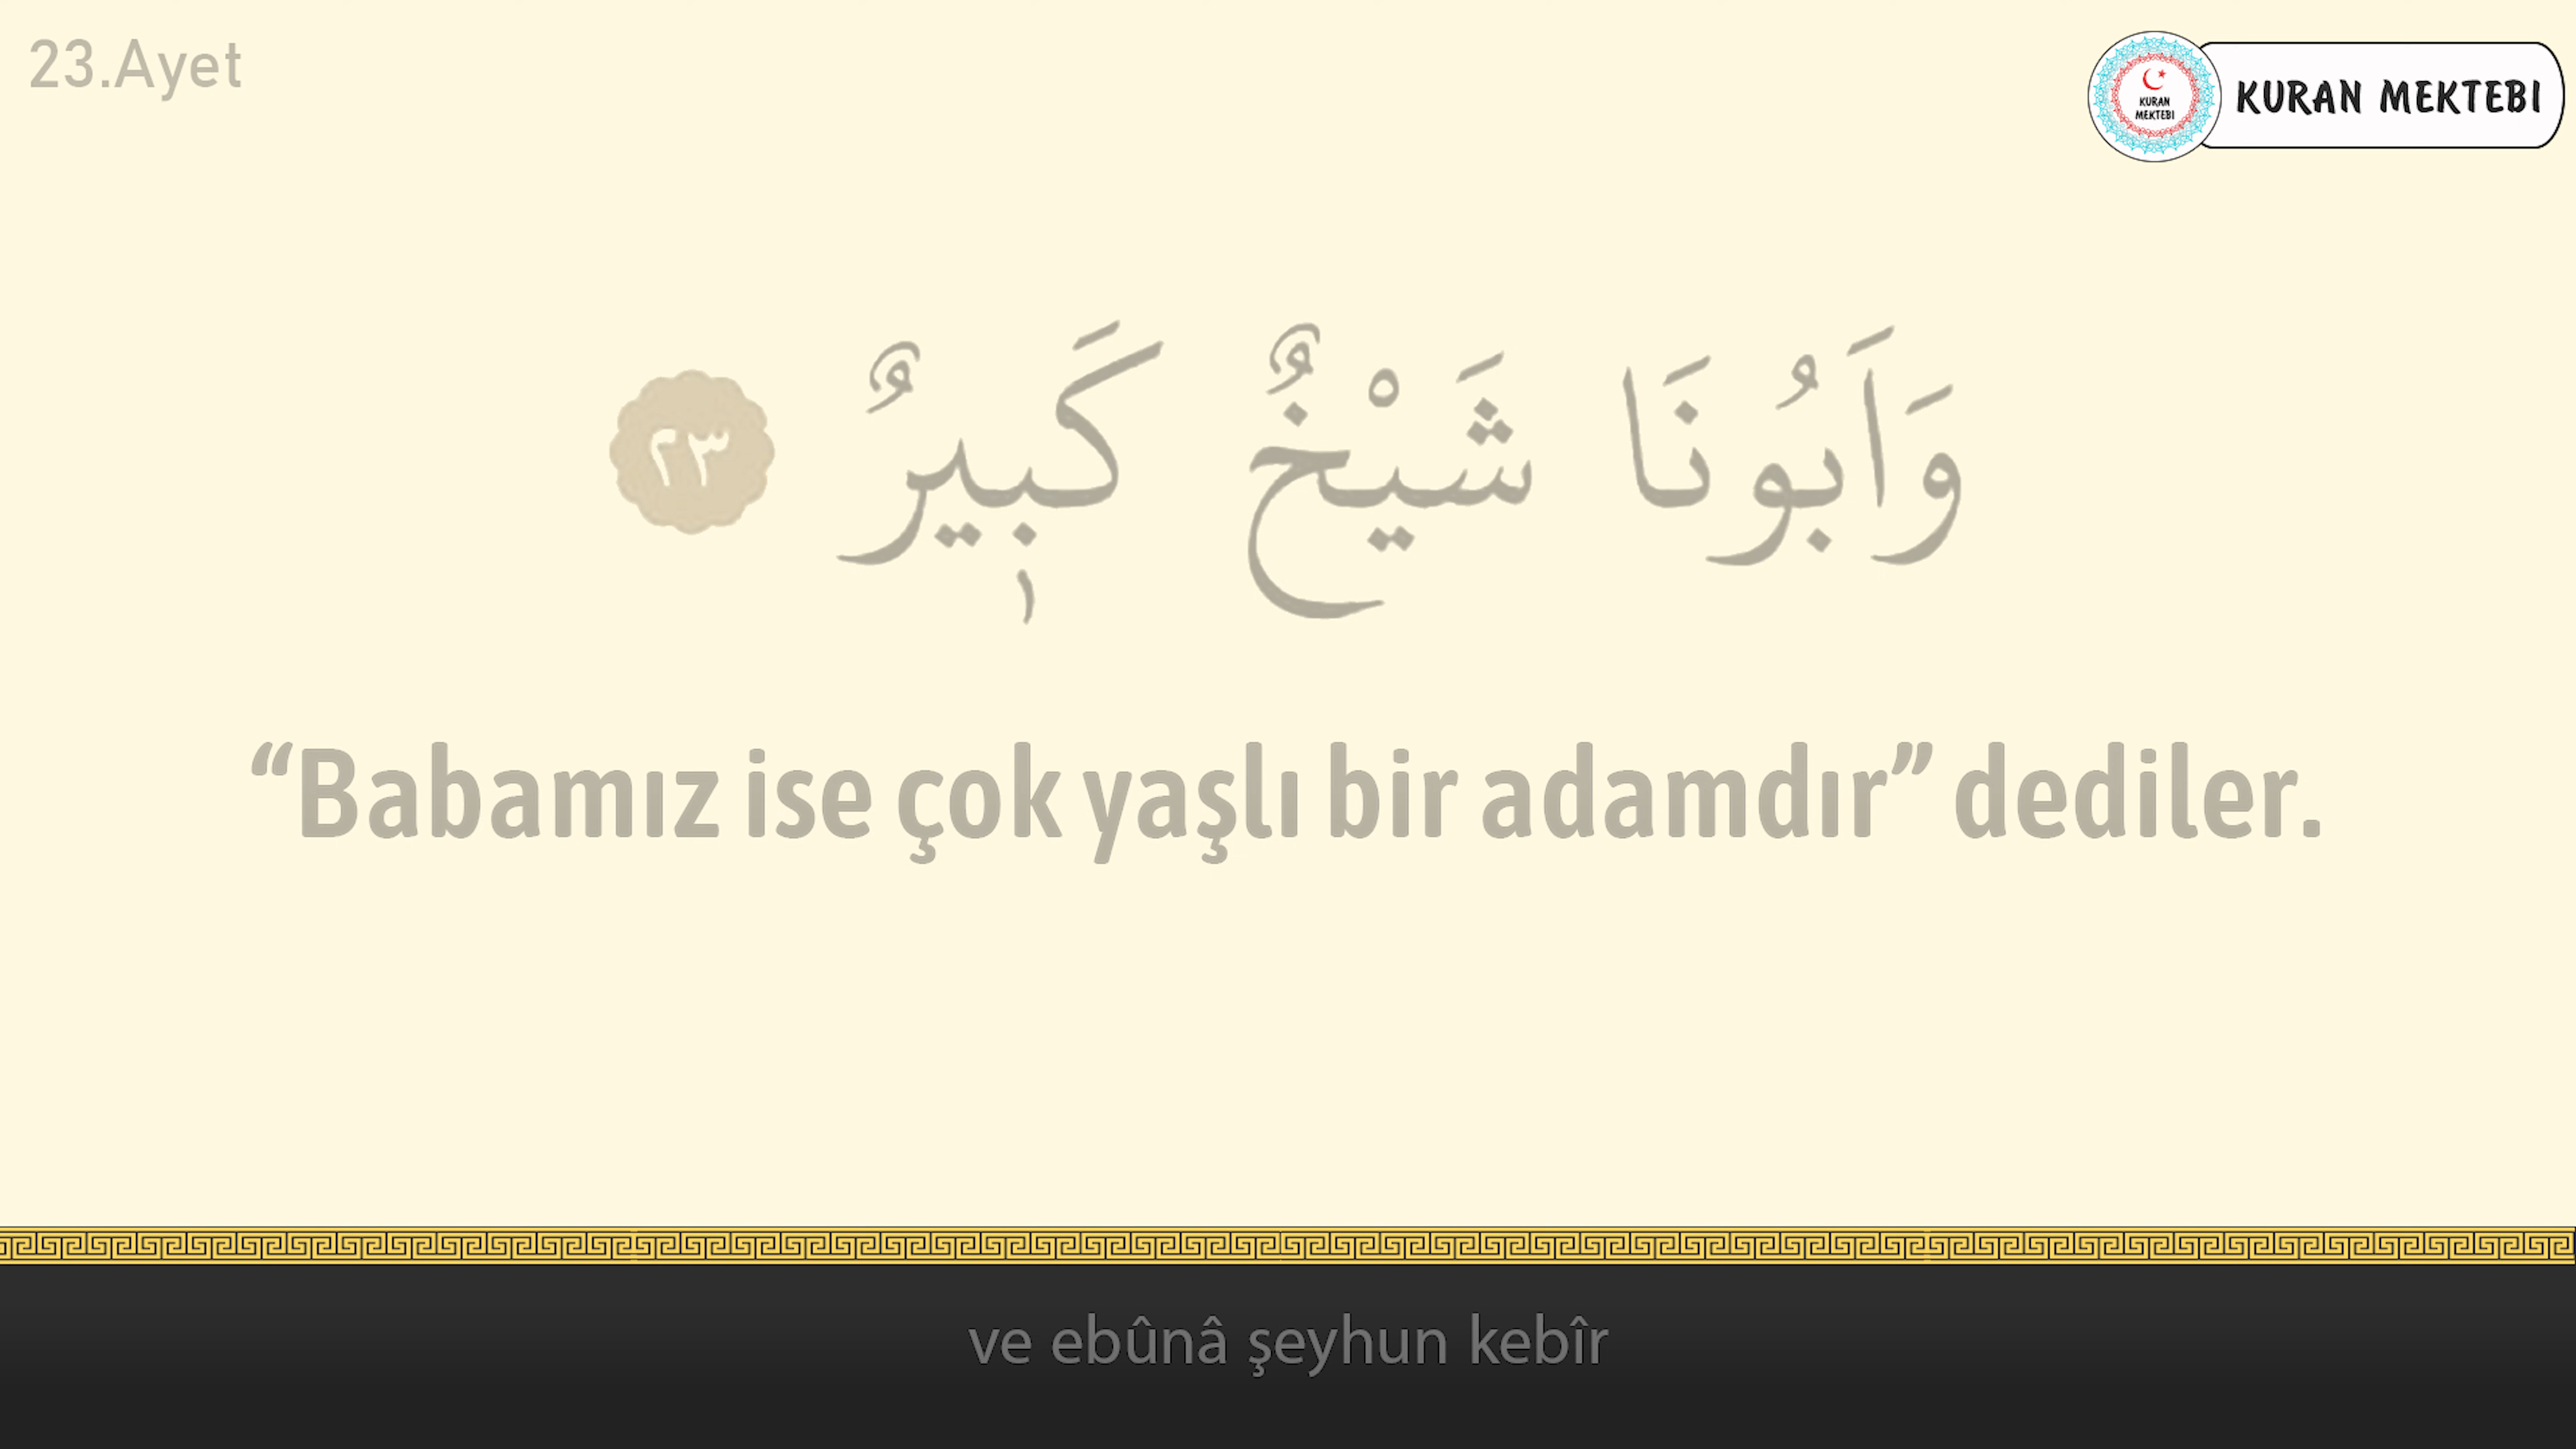 23.Ayet
KURAN MEKTEBI
KURAN MEKTEBI
وَاَبُونَا شَيْخٌ كَبٖيرٌ ٢٣
“Babamız ise çok yaşlı bir adamdır” dediler.
ve ebûnâ şeyhun kebîr